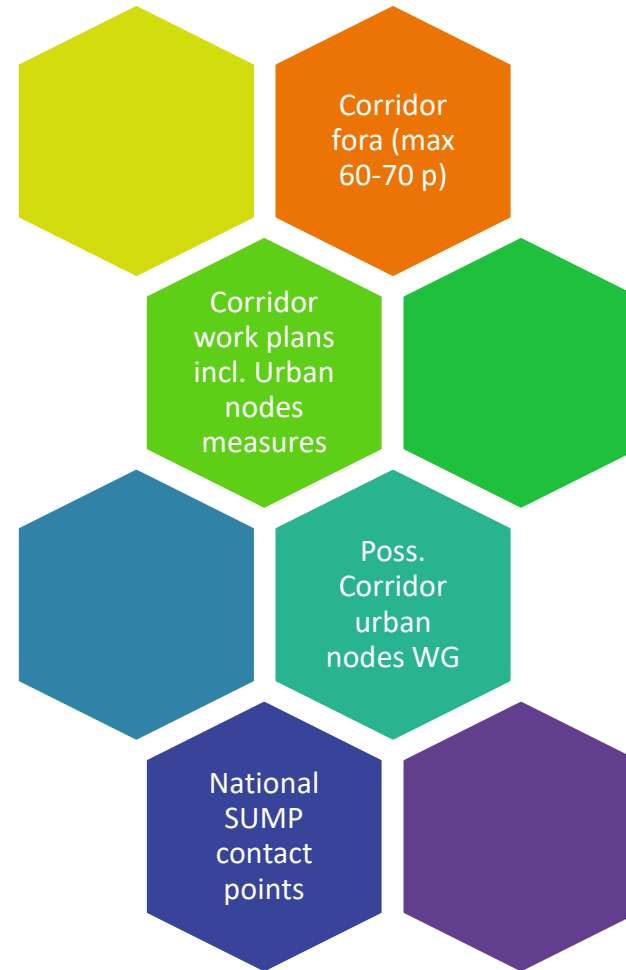 Corridor
fora (max
60-70 p)
Corridor
work plans
incl. Urban
nodes
measures
Poss.
Corridor
urban
nodes WG
National
SUMP
contact
points